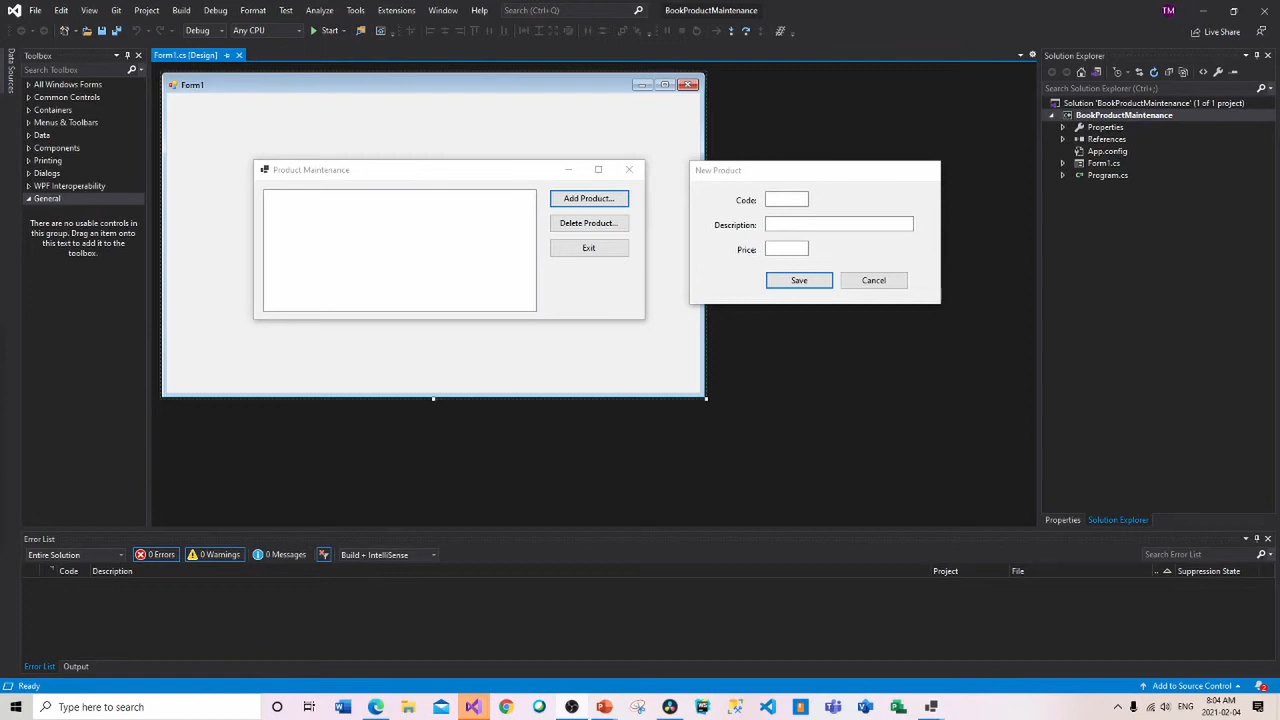 File Edit View Git Project Build Debug Format Test Analyze Tools Extensions Window Help Search (Ctrl+Q) BookProductMaintenance TM
Debug Any CPU Start Live Share
Data Sources
Toolbox
Search Toolbox
All Windows Forms
Common Controls
Containers
Menus & Toolbars
Data
Components
Printing
Dialogs
WPF Interoperability
General
There are no usable controls in
this group. Drag an item onto
this text to add it to the
toolbox.
Form1.cs [Design]
Form1
Product Maintenance
Add Product...
Delete Product...
Exit
New Product
Code:
Description:
Price:
Save Cancel
Solution Explorer
Search Solution Explorer (Ctrl+;)
Solution 'BookProductMaintenance' (1 of 1 project)
BookProductMaintenance
Properties
References
App.config
Form1.cs
Program.cs
Properties Solution Explorer
Error List
Entire Solution 0 Errors 0 Warnings 0 Messages Build + IntelliSense Search Error List
Code Description Project File Suppression State
Error List Output
Ready Add to Source Control 2
Type here to search
8:04 AM
2021-02-04